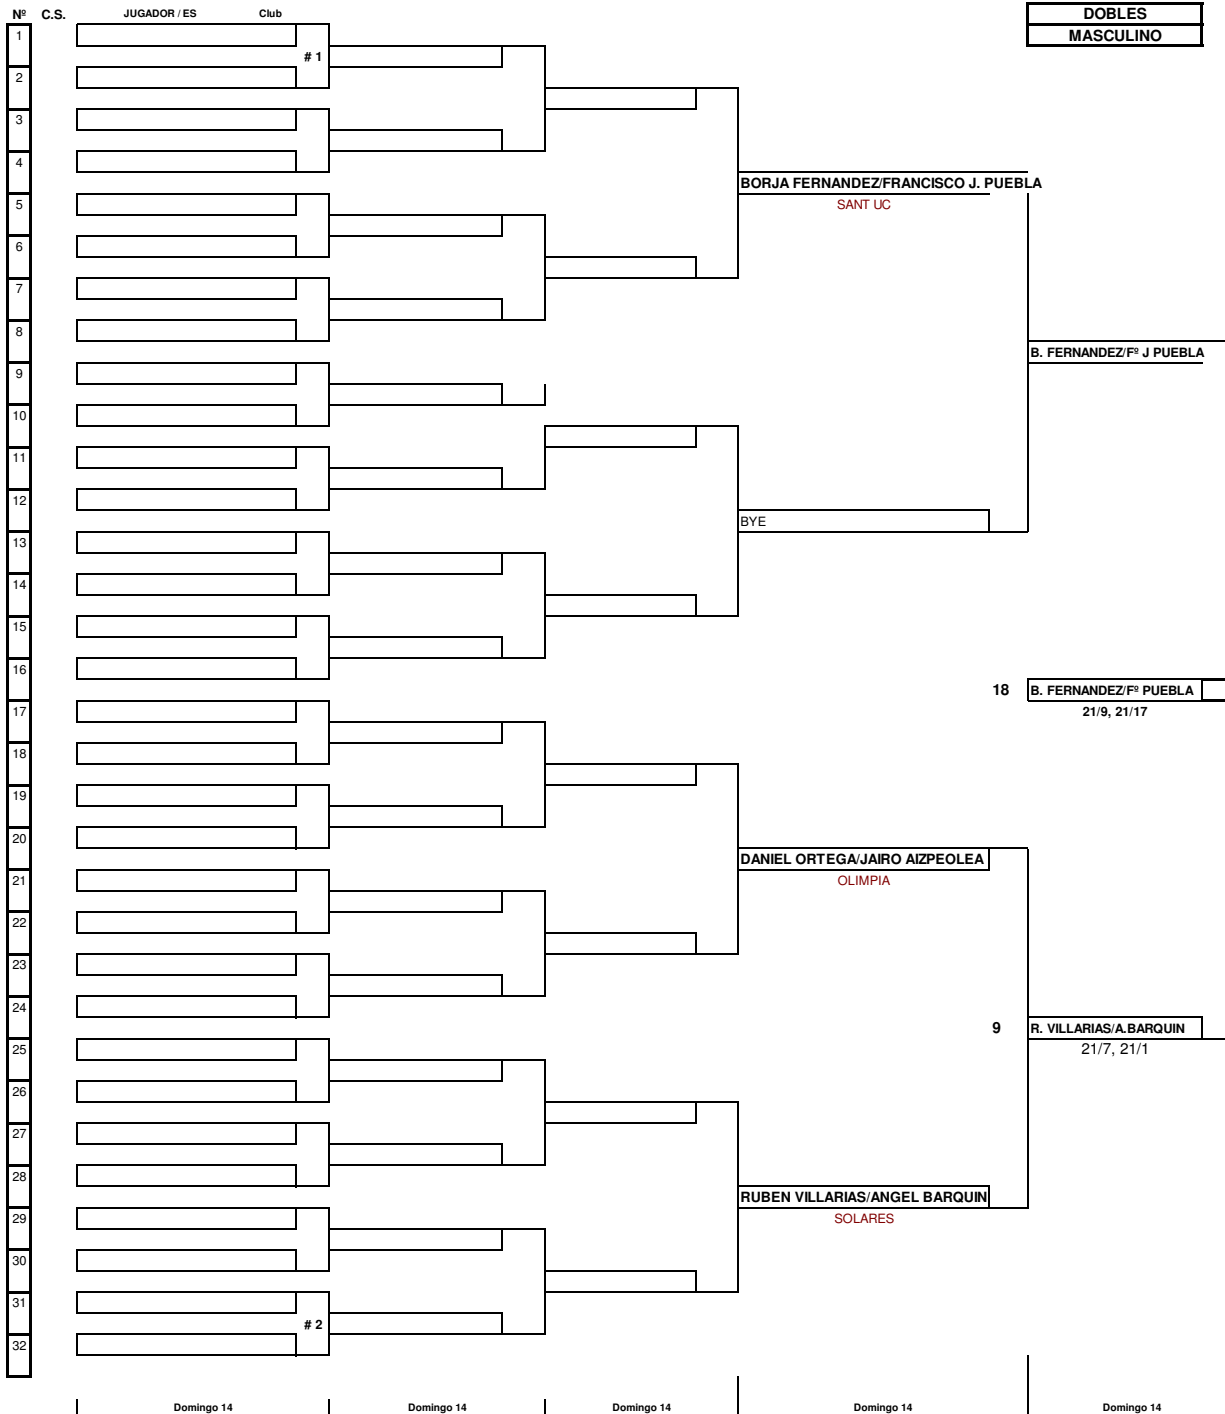 Nº C.S. JUGADOR / ES Club
DOBLES
MASCULINO
1
# 1
2
3
4
BORJA FERNANDEZ/FRANCISCO J. PUEBLA
5
SANT UC
6
7
8
B. FERNANDEZ/Fº J PUEBLA
9
10
11
12
BYE
13
14
15
16
18 B. FERNANDEZ/Fº PUEBLA
17
21/9, 21/17
18
19
20
DANIEL ORTEGA/JAIRO AIZPEOLEA
21
OLIMPIA
22
23
24
9 R. VILLARIAS/A.BARQUIN
25
21/7, 21/1
26
27
28
RUBEN VILLARIAS/ANGEL BARQUIN
29
SOLARES
30
31
# 2
32
Domingo 14 Domingo 14 Domingo 14 Domingo 14 Domingo 14